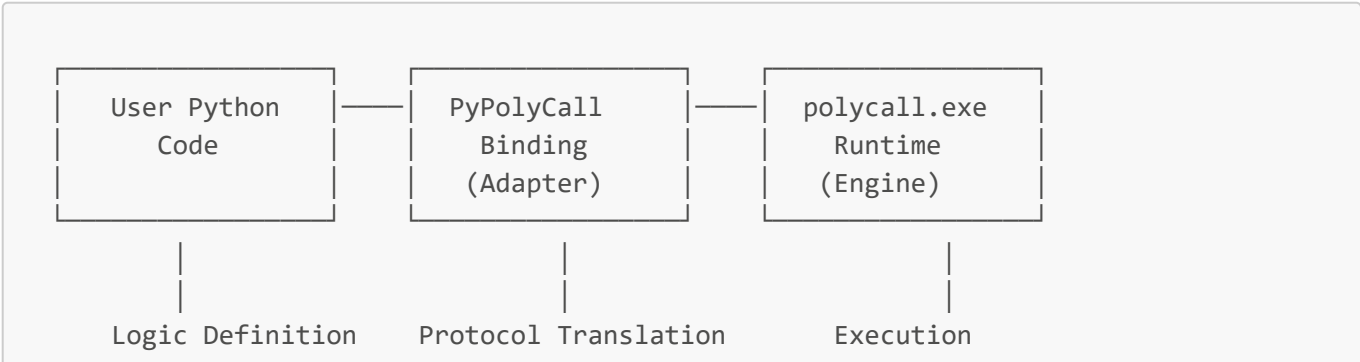 User Python PyPolyCall polycall.exe
Code Binding Runtime
(Adapter) (Engine)
Logic Definition Protocol Translation Execution